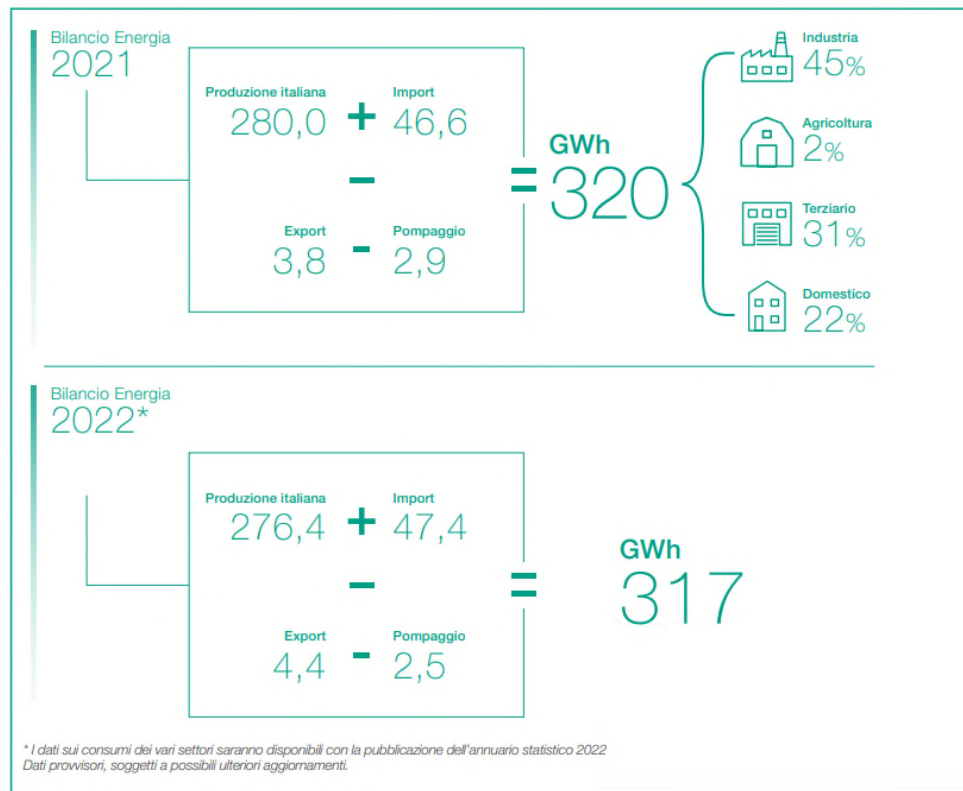 Bilancio Energia
2021
Produzione italiana
280,0
+
Import
46,6
-
Export
3,8
-
Pompaggio
2,9
=
GWh
320
Industria
45%
Agricoltura
2%
Terziario
31%
Domestico
22%
Bilancio Energia
2022*
Produzione italiana
276,4
+
Import
47,4
-
Export
4,4
-
Pompaggio
2,5
=
GWh
317
* I dati sui consumi dei vari settori saranno disponibili con la pubblicazione dell'annuario statistico 2022
Dati provvisori, soggetti a possibili ulteriori aggiornamenti.